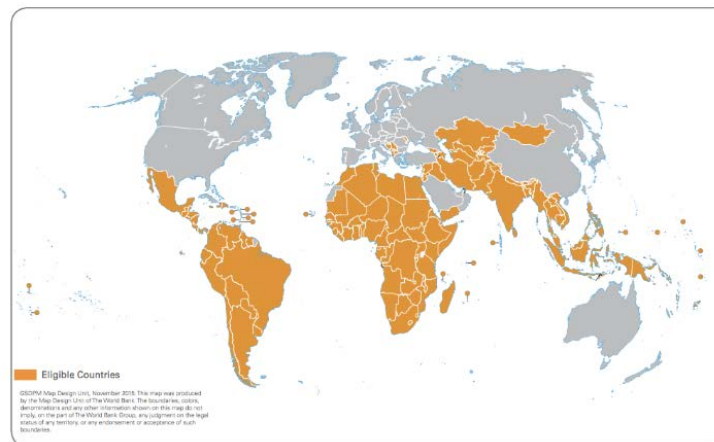 Eligible Countries
GSDPM Map Design Unit, November 2015. This map was produced
by the Map Design Unit of The World Bank. The boundaries, colors,
denominations and any other information shown on this map do not
imply, on the part of The World Bank Group, any judgment on the legal
status of any territory, or any endorsement or acceptance of such
boundaries.